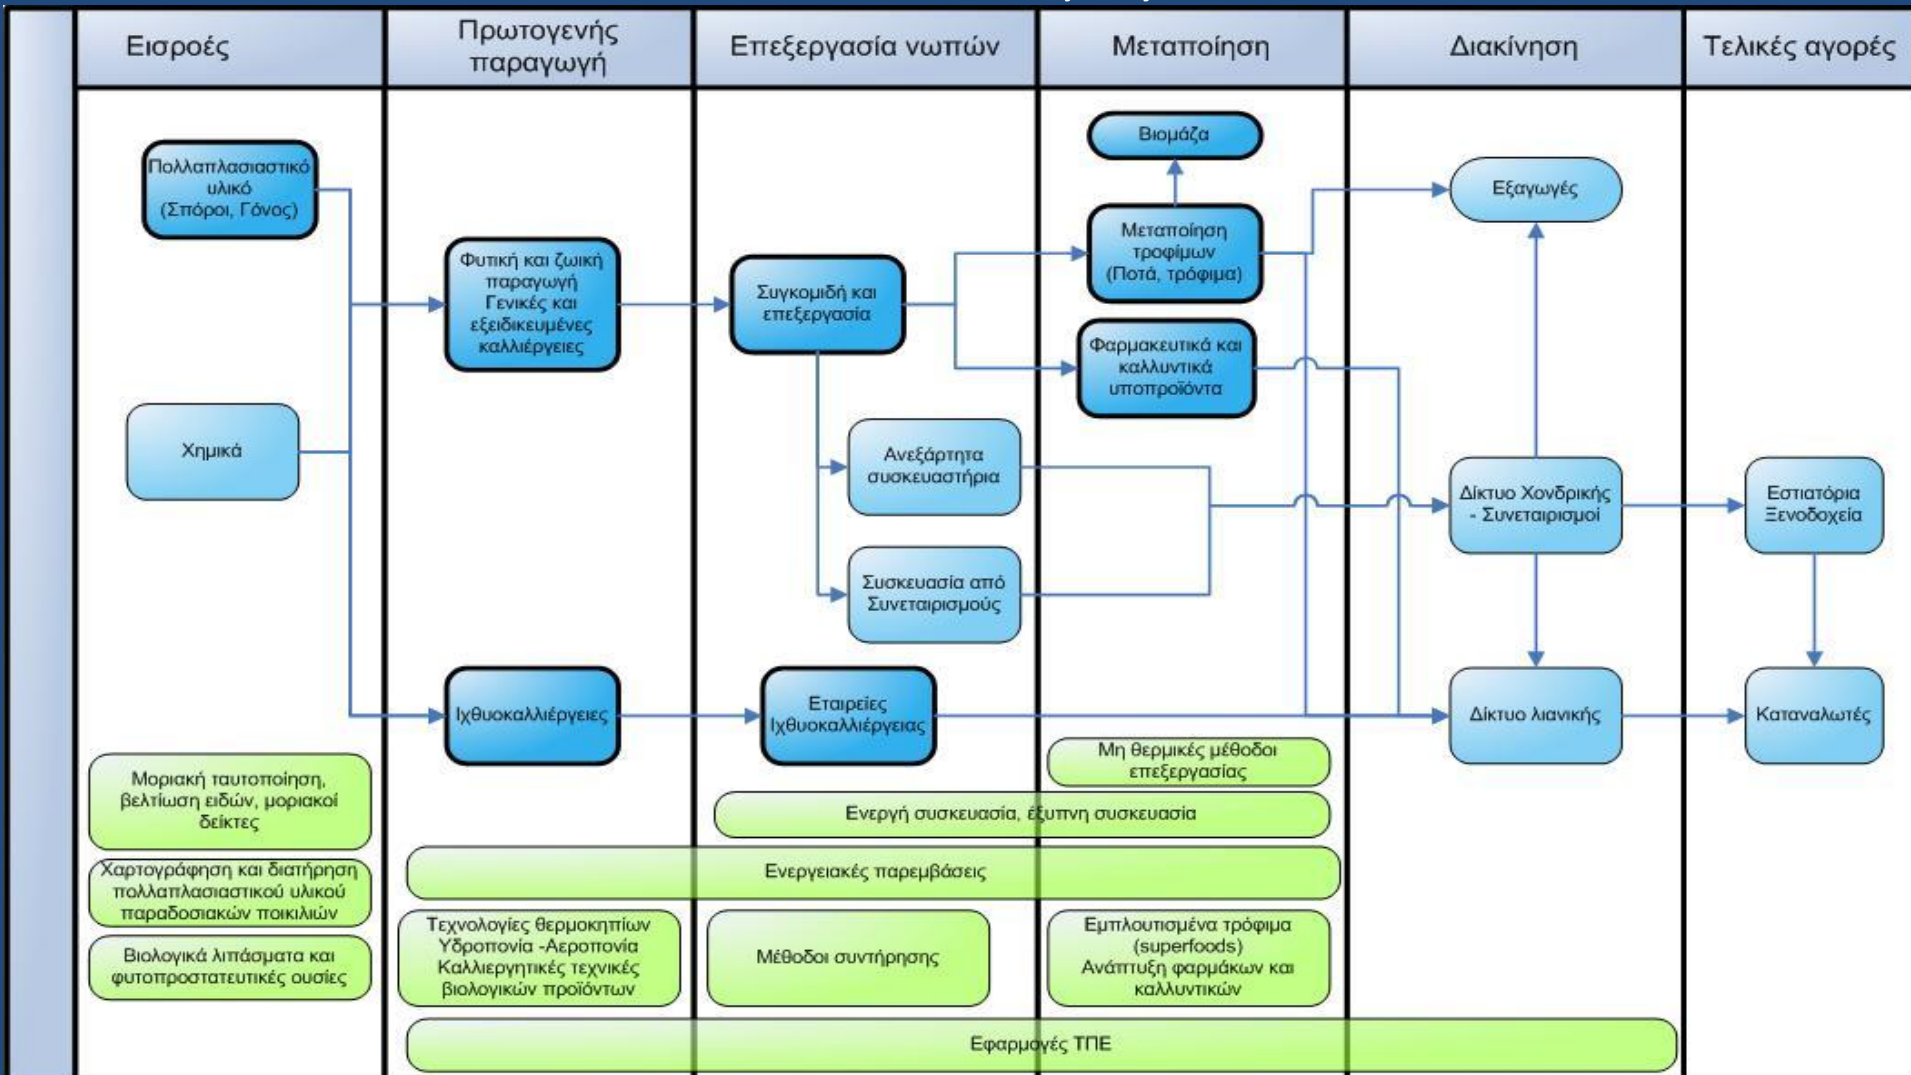 Εισροές
Πρωτογενής
παραγωγή
Επεξεργασία νωπών
Μεταποίηση
Διακίνηση
Τελικές αγορές
Πολλαπλασιαστικό
υλικό
(Σπόροι, Γόνος)
Χημικά
Φυτική και ζωική
παραγωγή
Γενικές και
εξειδικευμένες
καλλιέργειες
Ιχθυοκαλλιέργειες
Συγκομιδή και
επεξεργασία
Ανεξάρτητα
συσκευαστήρια
Συσκευασία από
Συνεταιρισμούς
Εταιρείες
Ιχθυοκαλλιέργειας
Βιομάζα
Μεταποίηση
τροφίμων
(Ποτά, τρόφιμα)
Φαρμακευτικά και
καλλυντικά
υποπροϊόντα
Εξαγωγές
Δίκτυο Χονδρικής
- Συνεταιρισμοί
Δίκτυο λιανικής
Εστιατόρια
Ξενοδοχεία
Καταναλωτές
Μοριακή ταυτοποίηση,
βελτίωση ειδών, μοριακοί
δείκτες
Χαρτογράφηση και διατήρηση
πολλαπλασιαστικού υλικού
παραδοσιακών ποικιλιών
Βιολογικά λιπάσματα και
φυτοπροστατευτικές ουσίες
Μη θερμικές μέθοδοι
επεξεργασίας
Ενεργή συσκευασία, έξυπνη συσκευασία
Ενεργειακές παρεμβάσεις
Τεχνολογίες θερμοκηπίων
Υδροπονία -Αεροπονία
Καλλιεργητικές τεχνικές
βιολογικών προϊόντων
Μέθοδοι συντήρησης
Εμπλουτισμένα τρόφιμα
(superfoods)
Ανάπτυξη φαρμάκων και
καλλυντικών
Εφαρμογές ΤΠΕ